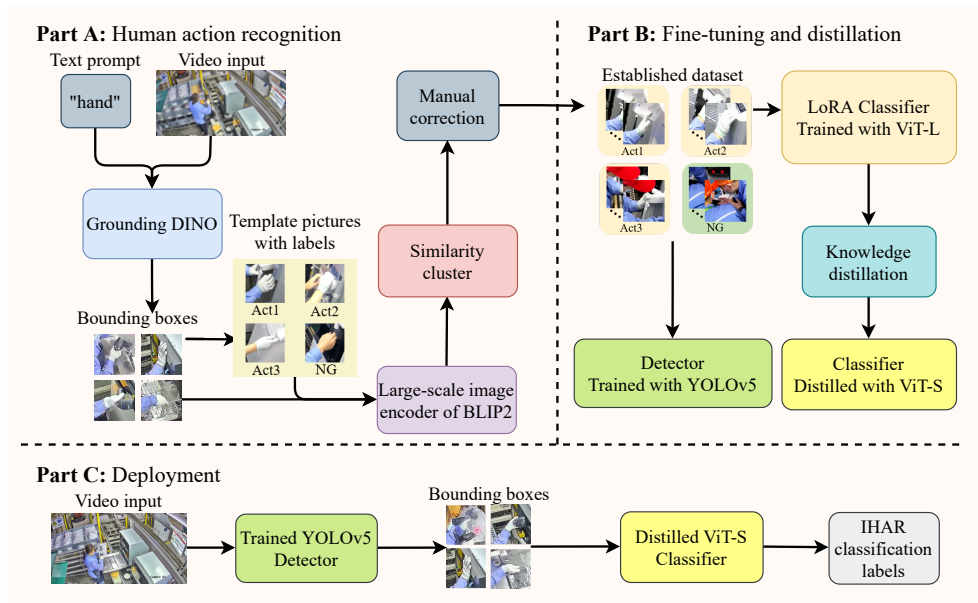 Part A: Human action recognition
Text prompt
Video input
"hand"
Grounding DINO
Bounding boxes
Template pictures
with labels
Act1
Act2
Act3
NG
Large-scale image
encoder of BLIP2
Similarity
cluster
Manual
correction
Part B: Fine-tuning and distillation
Established dataset
Act1
Act2
Act3
NG
LoRA Classifier
Trained with ViT-L
Knowledge
distillation
Detector
Trained with YOLOv5
Classifier
Distilled with ViT-S
Part C: Deployment
Video input
Trained YOLOv5
Detector
Bounding boxes
Distilled ViT-S
Classifier
IHAR
classification
labels